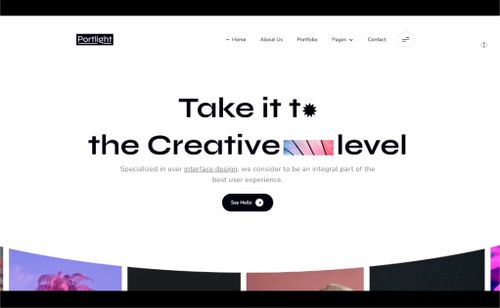 Portlight
Home
About Us
Portfolio
Pages
Contact
Take it t
the Creative level
Specialized in user interface design, we consider to be an integral part of the
best user experience.
Say Hello